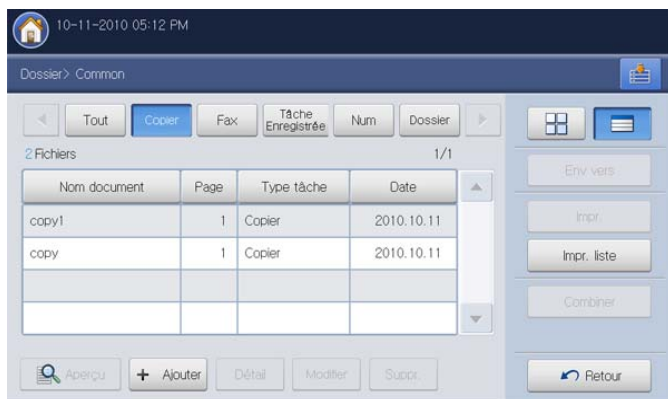 10-11-2010 05:12 PM
Dossier> Common
Tout Copier Fax Tâche Enregistrée Num Dossier
2 Fichiers 1/1
Nom document Page Type tâche Date
copy1 1 Copier 2010.10.11
copy 1 Copier 2010.10.11
Env vers
Impr.
Impr. liste
Combiner
Aperçu + Ajouter Détail Modifier Suppr. Retour